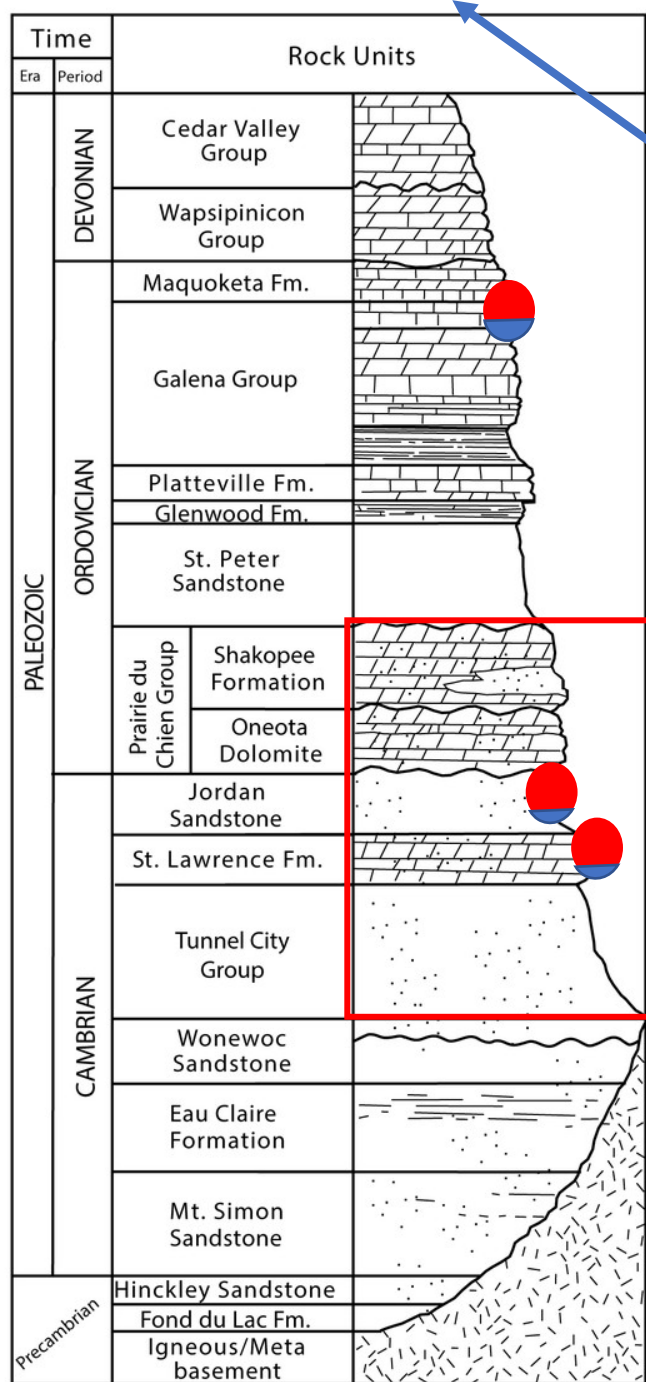 Time
Rock Units
Era
Period
PALEOZOIC
DEVONIAN
Cedar Valley
Group
Wapsipinicon
Group
ORDOVICIAN
Maquoketa Fm.
Galena Group
Platteville Fm.
Glenwood Fm.
St. Peter
Sandstone
Prairie du
Chien Group
Shakopee
Formation
Oneota
Dolomite
CAMBRIAN
Jordan
Sandstone
St. Lawrence Fm.
Tunnel City
Group
Wonewoc
Sandstone
Eau Claire
Formation
Mt. Simon
Sandstone
Precambrian
Hinckley Sandstone
Fond du Lac Fm.
Igneous/Meta
basement